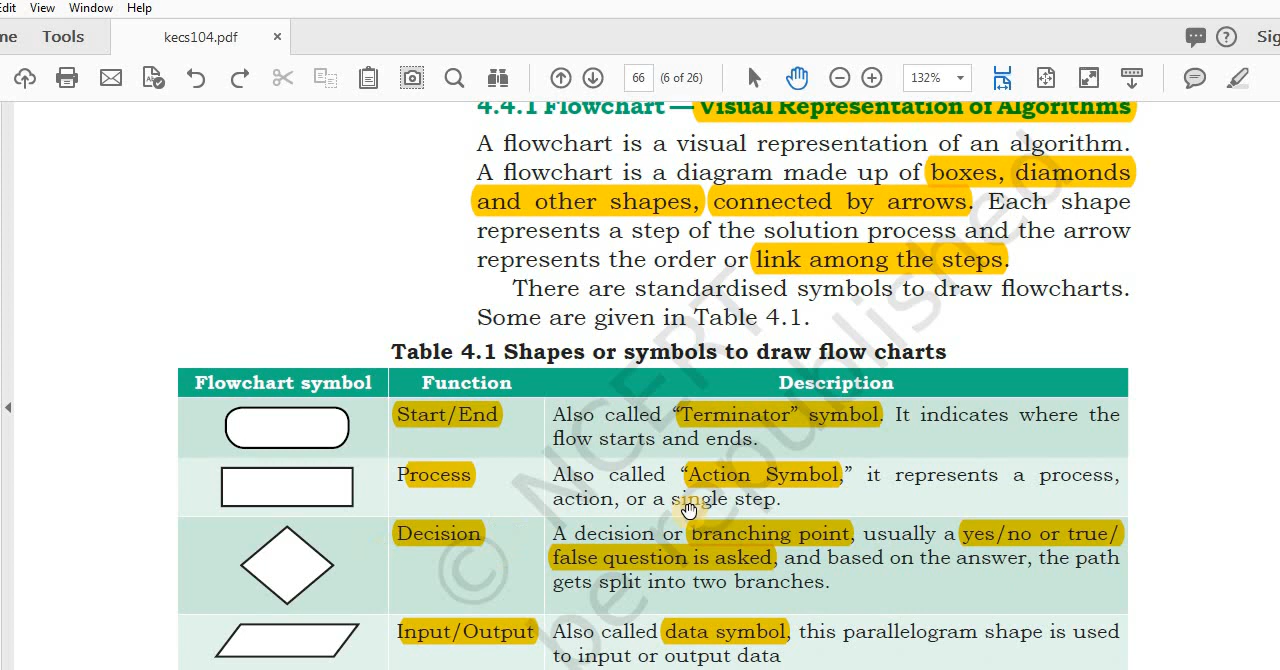 Edit View Window Help
me Tools kecs104.pdf × ? Sig
66 (6 of 26) 132%
4.4.1 Flowchart — Visual Representation of Algorithms
A flowchart is a visual representation of an algorithm.
A flowchart is a diagram made up of boxes, diamonds
and other shapes, connected by arrows. Each shape
represents a step of the solution process and the arrow
represents the order or link among the steps.
There are standardised symbols to draw flowcharts.
Some are given in Table 4.1.
Table 4.1 Shapes or symbols to draw flow charts
Flowchart symbol Function Description
Start/End Also called “Terminator” symbol. It indicates where the
flow starts and ends.
Process Also called “Action Symbol,” it represents a process,
action, or a single step.
Decision A decision or branching point, usually a yes/no or true/
false question is asked, and based on the answer, the path
gets split into two branches.
Input/Output Also called data symbol, this parallelogram shape is used
to input or output data
© NCERT
be republished